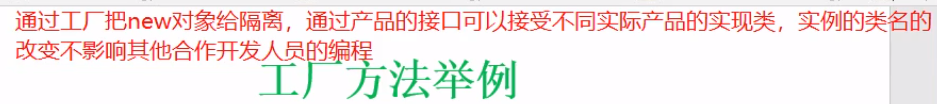 通过工厂把new对象给隔离，通过产品的接口可以接受不同实际产品的实现类，实例的类名的
改变不影响其他合作开发人员的编程
工厂方法举例